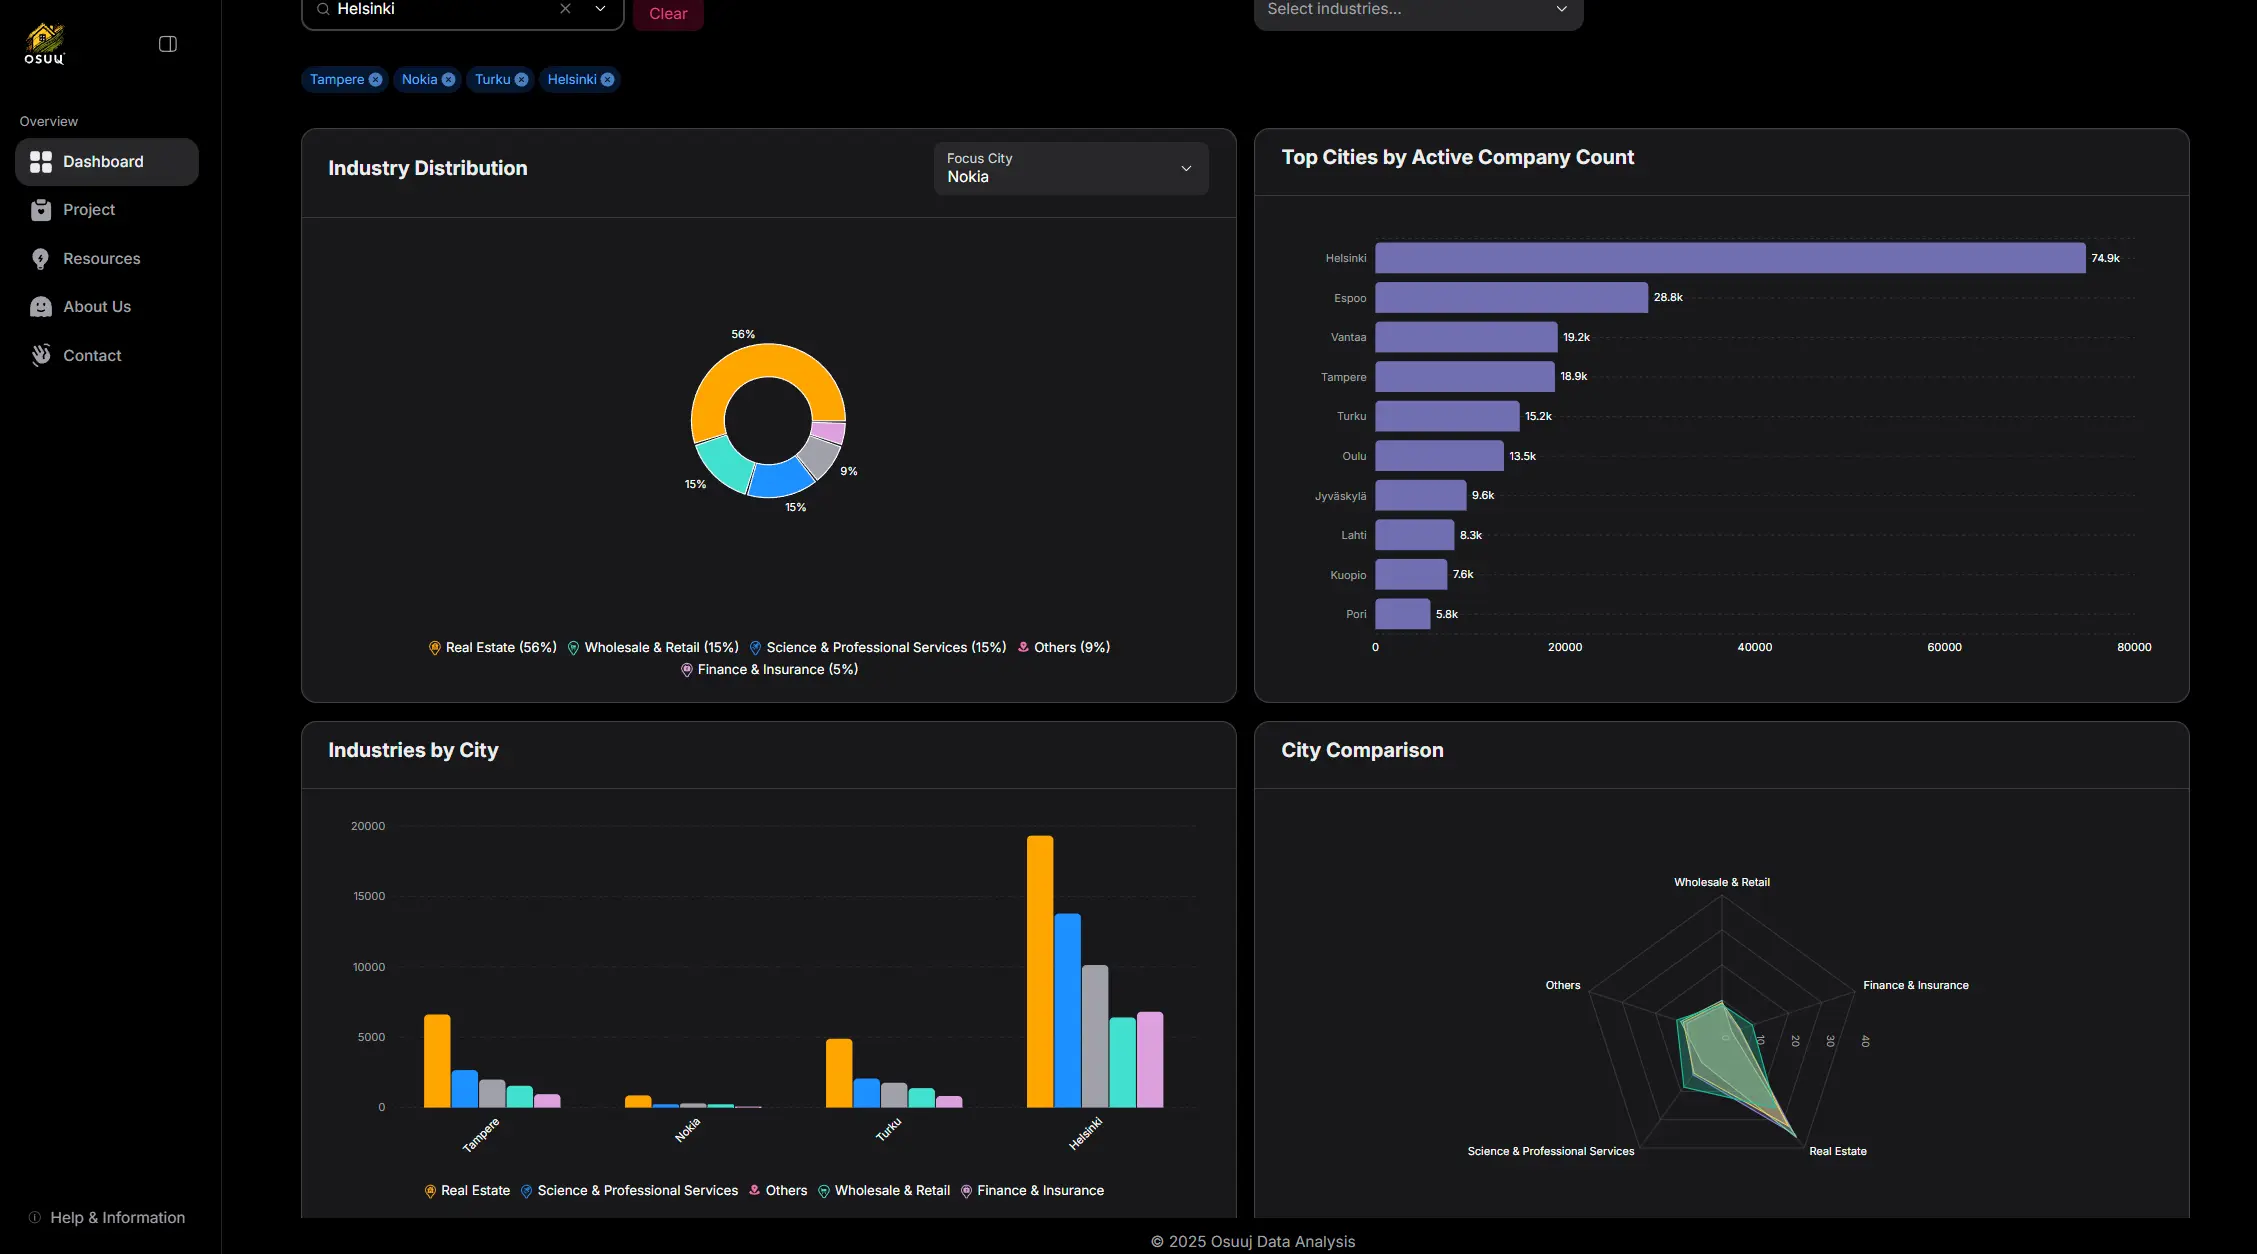 OSUUJ
Helsinki
Clear
Select industries...
Tampere
Nokia
Turku
Helsinki
Overview
Dashboard
Project
Resources
About Us
Contact
Help & Information
Industry Distribution
Focus City
Nokia
56%
9%
15%
15%
Real Estate (56%) Wholesale & Retail (15%) Science & Professional Services (15%) Others (9%)
Finance & Insurance (5%)
Top Cities by Active Company Count
Helsinki 74.9k
Espoo 28.8k
Vantaa 19.2k
Tampere 18.9k
Turku 15.2k
Oulu 13.5k
Jyväskylä 9.6k
Lahti 8.3k
Kuopio 7.6k
Pori 5.8k
0 20000 40000 60000 80000
Industries by City
20000
15000
10000
5000
0
Tampere Nokia Turku Helsinki
Real Estate Science & Professional Services Others Wholesale & Retail Finance & Insurance
City Comparison
Wholesale & Retail
Others
Finance & Insurance
0 10 20 30 40
Science & Professional Services
Real Estate
© 2025 Osuuj Data Analysis